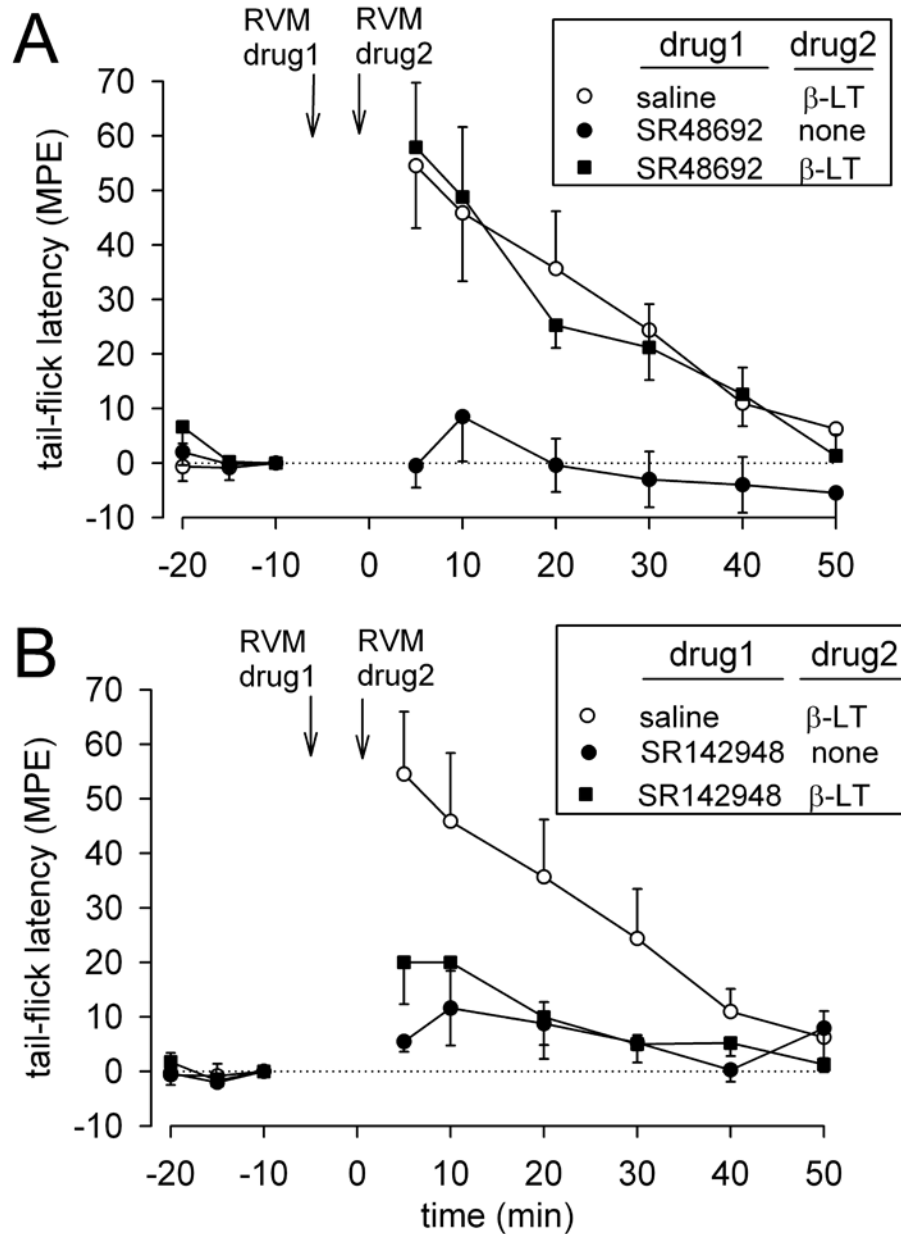 A
RVM RVM
drug1 drug2
drug1 drug2
saline β-LT
SR48692 none
SR48692 β-LT
tail-flick latency (MPE)
70
60
50
40
30
20
10
0
-10
-20 -10 0 10 20 30 40 50
B
RVM RVM
drug1 drug2
drug1 drug2
saline β-LT
SR142948 none
SR142948 β-LT
tail-flick latency (MPE)
70
60
50
40
30
20
10
0
-10
-20 -10 0 10 20 30 40 50
time (min)